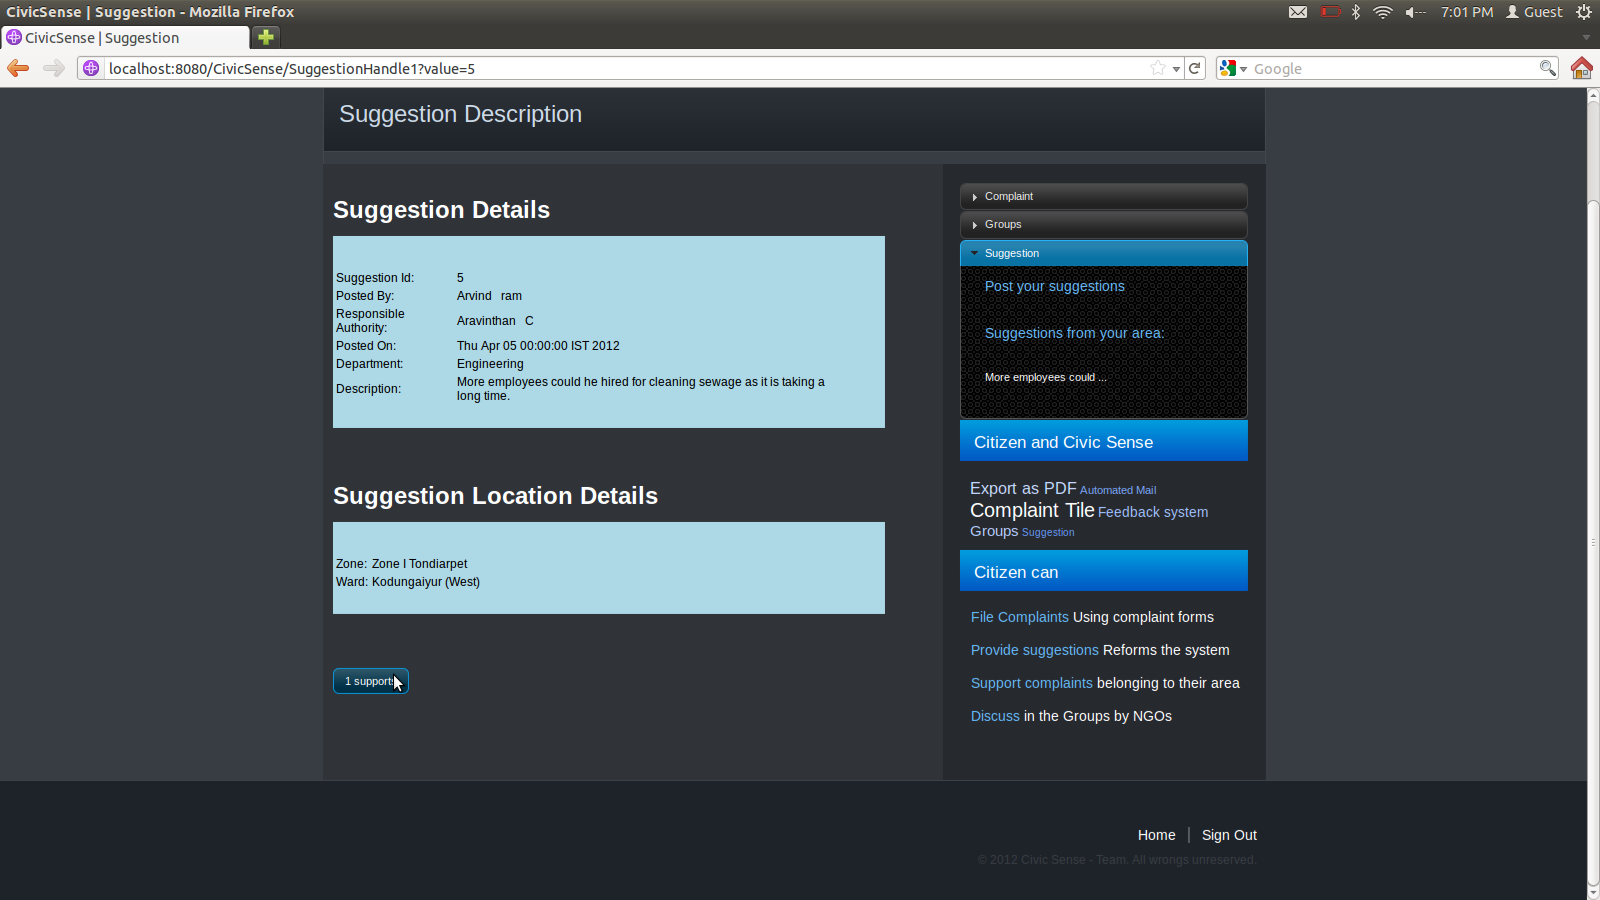 CivicSense | Suggestion - Mozilla Firefox
7:01 PM Guest
CivicSense | Suggestion
localhost:8080/CivicSense/SuggestionHandle1?value=5
Google
Suggestion Description
Suggestion Details
Suggestion Id: 5
Posted By: Arvind ram
Responsible
Authority: Aravinthan C
Posted On: Thu Apr 05 00:00:00 IST 2012
Department: Engineering
Description: More employees could he hired for cleaning sewage as it is taking a
long time.
Suggestion Location Details
Zone: Zone I Tondiarpet
Ward: Kodungaiyur (West)
1 supports
Complaint
Groups
Suggestion
Post your suggestions
Suggestions from your area:
More employees could ...
Citizen and Civic Sense
Export as PDF Automated Mail
Complaint Tile Feedback system
Groups Suggestion
Citizen can
File Complaints Using complaint forms
Provide suggestions Reforms the system
Support complaints belonging to their area
Discuss in the Groups by NGOs
Home | Sign Out
© 2012 Civic Sense - Team. All wrongs unreserved.